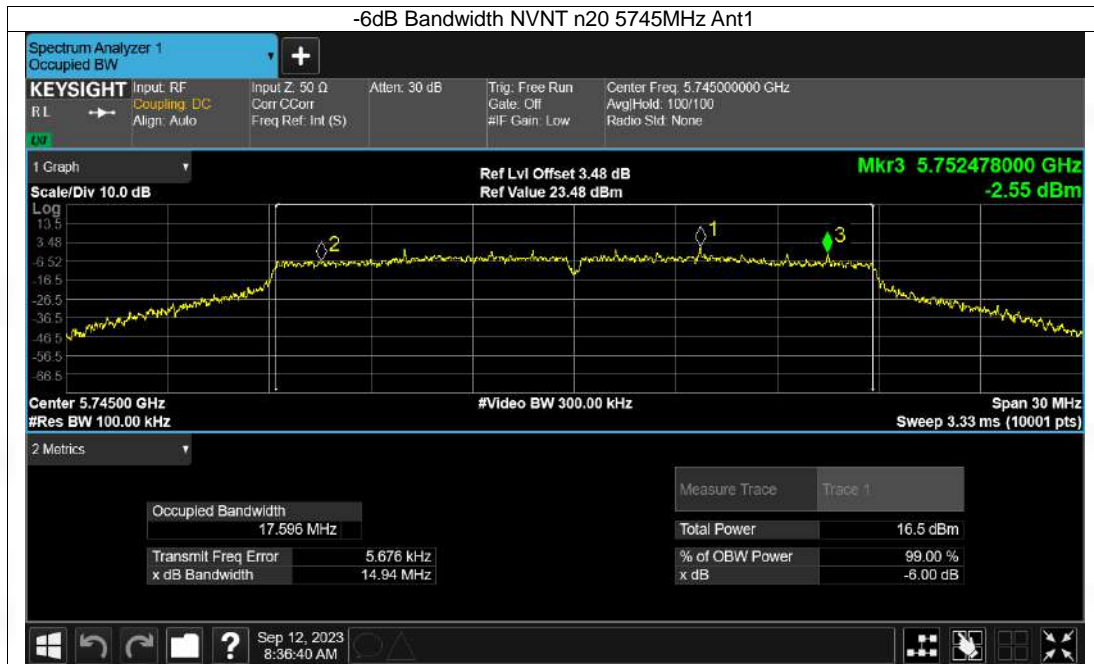 -6dB Bandwidth NVNT n20 5745MHz Ant1
Spectrum Analyzer 1
Occupied BW
KEYSIGHT
RL
LXI
Input: RF
Coupling: DC
Align: Auto
Input Z: 50 Ω
Corr CCorr
Freq Ref: Int (S)
Atten: 30 dB
Trig: Free Run
Gate: Off
#IF Gain: Low
Center Freq: 5.745000000 GHz
Avg|Hold: 100/100
Radio Std: None
1 Graph
Scale/Div 10.0 dB
Ref Lvl Offset 3.48 dB
Ref Value 23.48 dBm
Mkr3 5.752478000 GHz
-2.55 dBm
Log
13.5
3.48
-6.52
-16.5
-26.5
-36.5
-46.5
-56.5
-66.5
2
1
3
Center 5.74500 GHz
#Res BW 100.00 kHz
#Video BW 300.00 kHz
Span 30 MHz
Sweep 3.33 ms (10001 pts)
2 Metrics
Measure Trace Trace 1
Occupied Bandwidth
17.596 MHz
Total Power 16.5 dBm
Transmit Freq Error 5.676 kHz
% of OBW Power 99.00 %
x dB Bandwidth 14.94 MHz
x dB -6.00 dB
?
Sep 12, 2023
8:36:40 AM